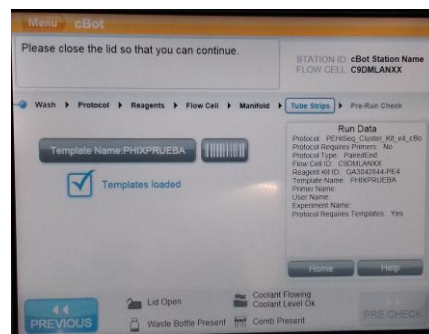 Menu cBot
Please close the lid so that you can continue.
STATION ID: cBot Station Name
FLOW CELL: C9DMLANXX
Wash Protocol Reagents Flow Cell Manifold Tube Strips Pre-Run Check
Template Name:PHIXPRUEBA
Templates loaded
Run Data
Protocol: PEHiSeq_Cluster_Kit_v4_cBo
Protocol Requires Primers: No
Protocol Type: PairedEnd
Flow Cell ID: C9DMLANXX
Reagent Kit ID: GA3042844-PE4
Template Name: PHIXPRUEBA
Primer Name:
User Name:
Experiment Name:
Protocol Requires Templates: Yes
Home Help
PREVIOUS
Lid Open
Waste Bottle Present
Coolant Flowing
Coolant Level Ok
Comb Present
PRE CHECK